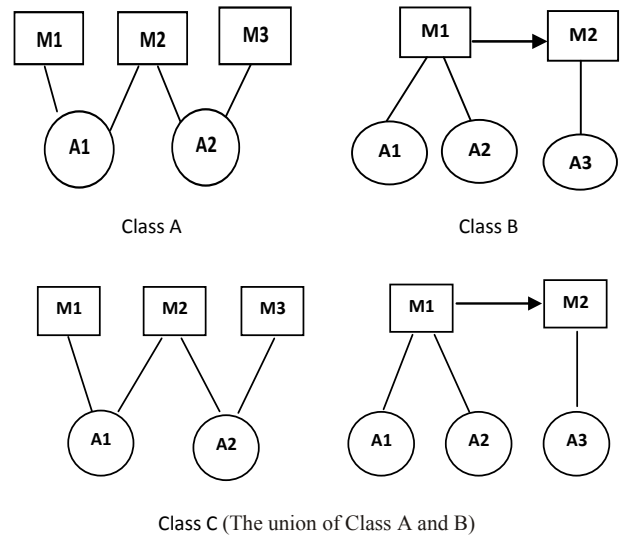 M1 M2 M3 M1 M2
A1 A2 A1 A2 A3
Class A Class B
M1 M2 M3 M1 M2
A1 A2 A1 A2 A3
Class C (The union of Class A and B)